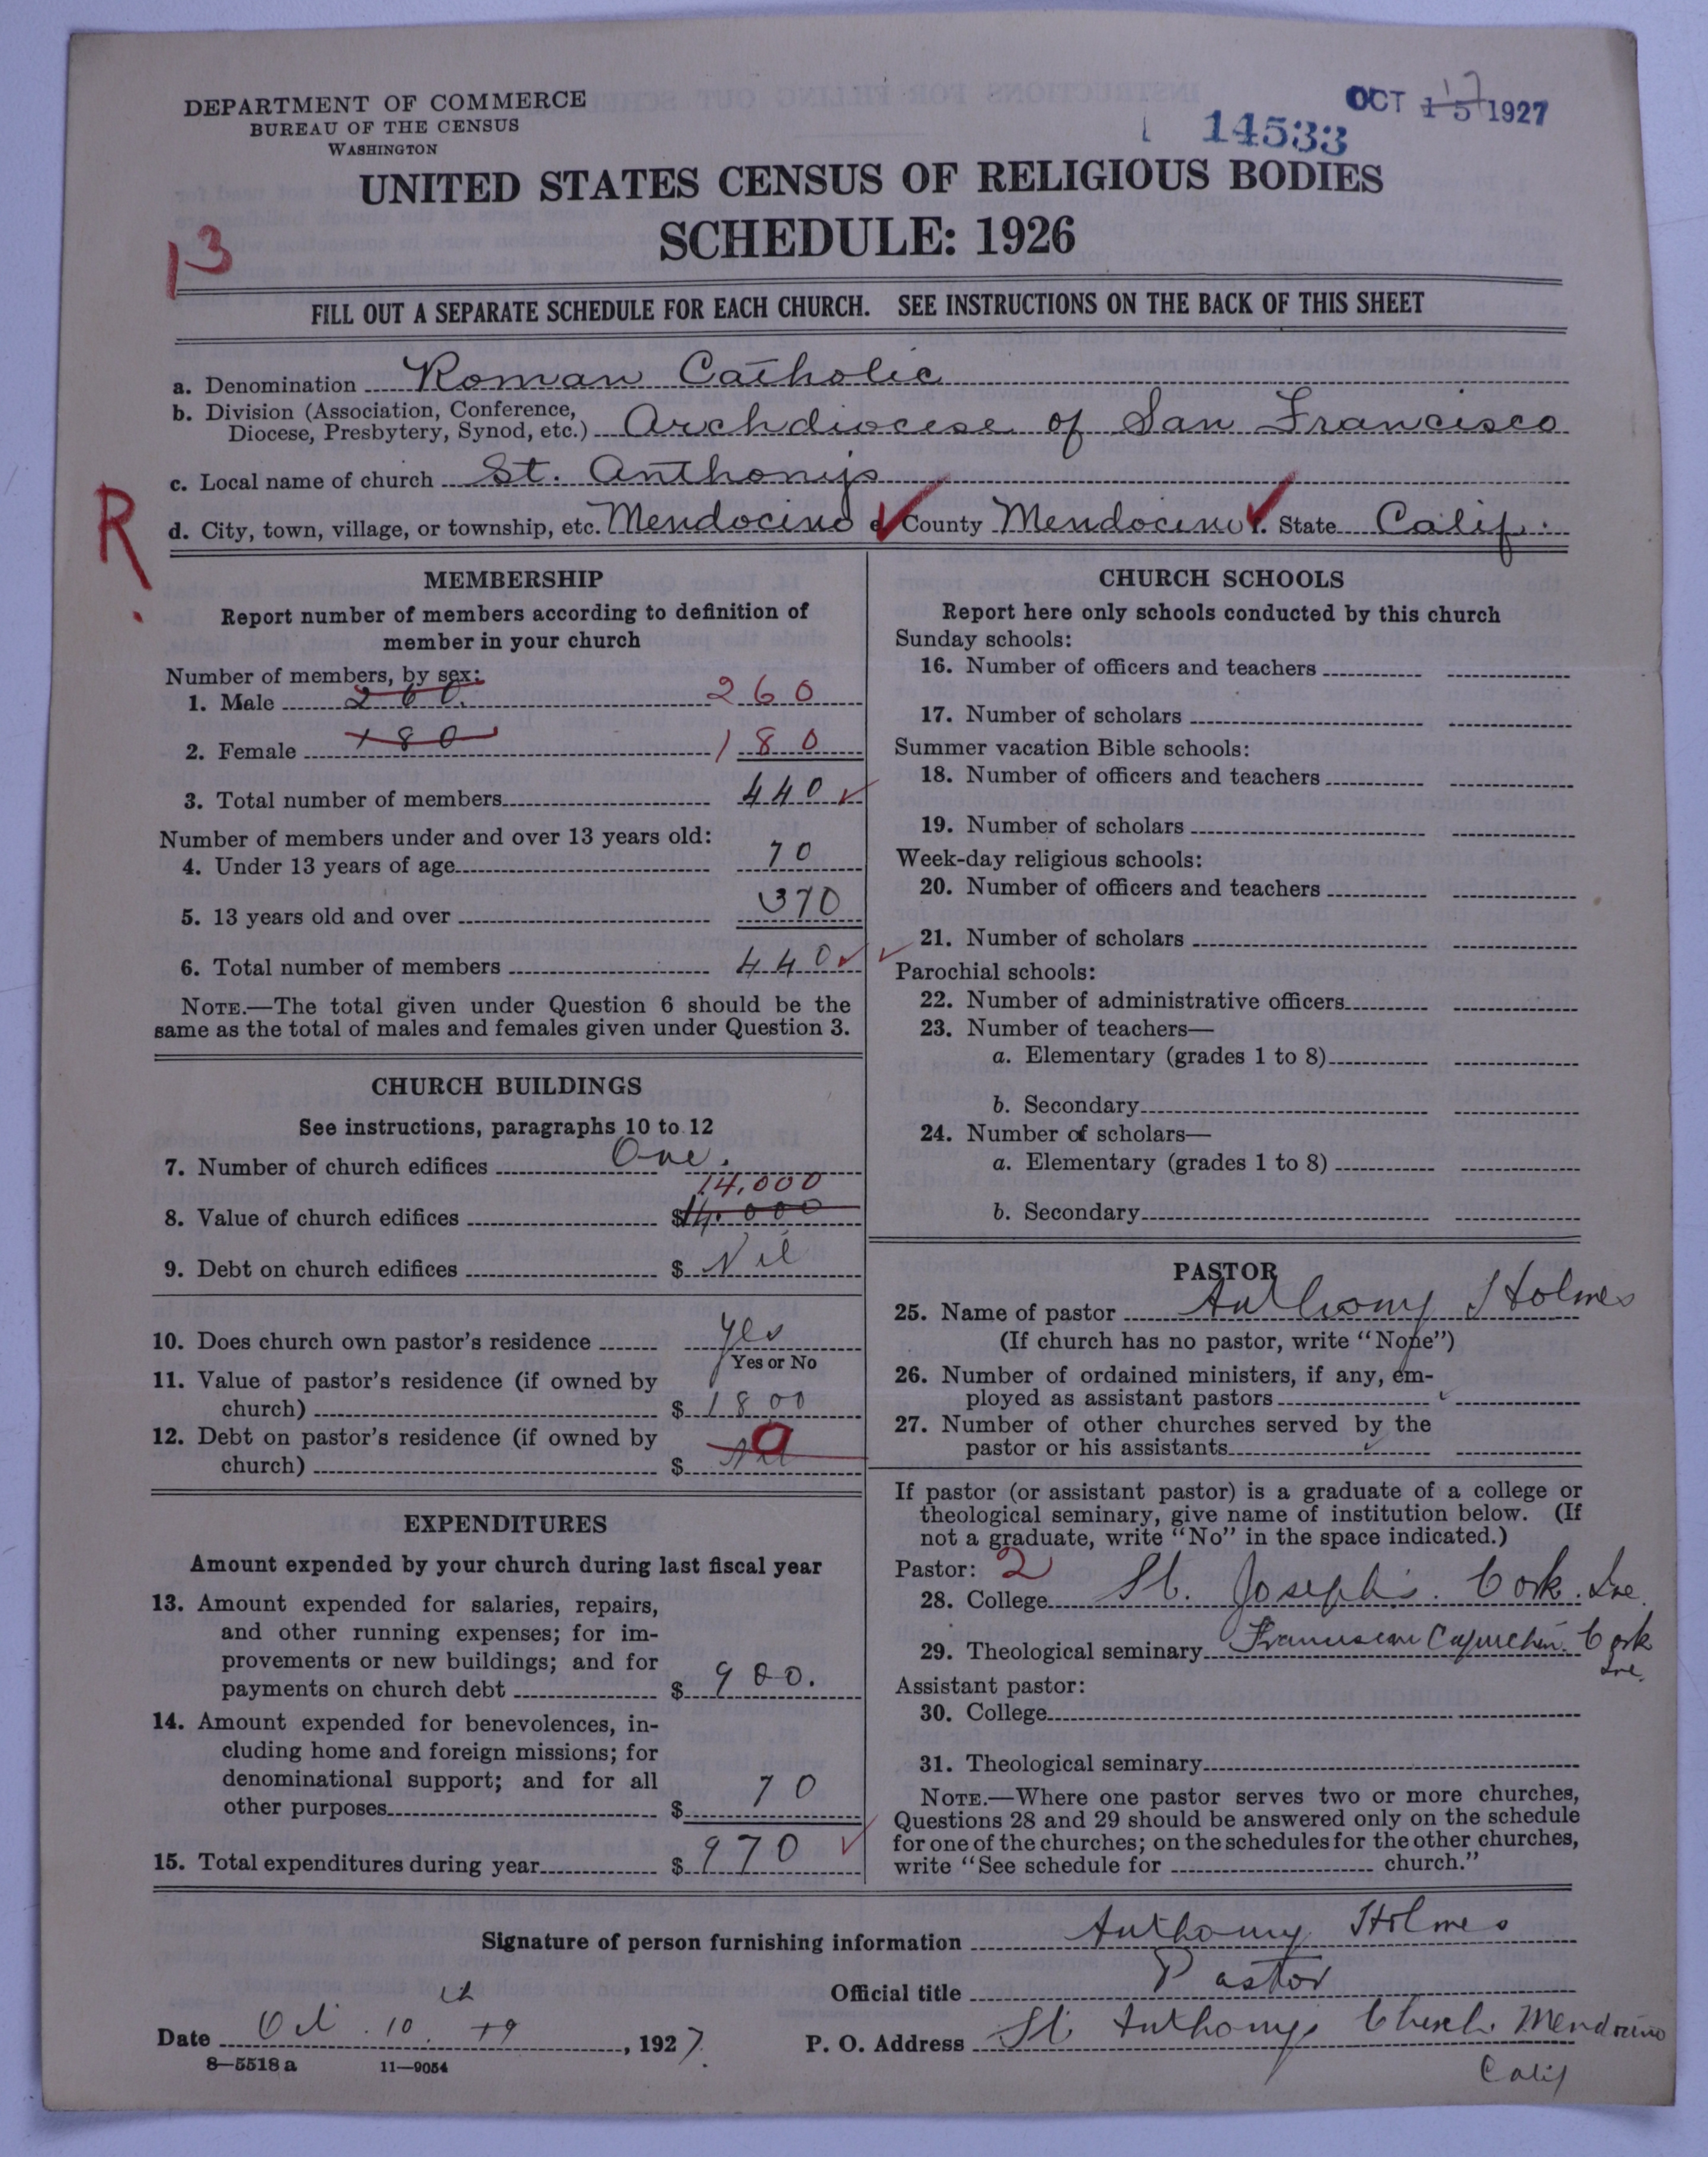 DEPARTMENT OF COMMERCE
BUREAU OF THE CENSUS
WASHINGTON
OCT 15 1927
17
14533
UNITED STATES CENSUS OF RELIGIOUS BODIES
SCHEDULE: 1926
13
FILL OUT A SEPARATE SCHEDULE FOR EACH CHURCH. SEE INSTRUCTIONS ON THE BACK OF THIS SHEET
a. Denomination Roman Catholic
b. Division (Association, Conference,
Diocese, Presbytery, Synod, etc.) Archdiocese of San Francisco
c. Local name of church St. Anthonys
R.
d. City, town, village, or township, etc. Mendocino e. County Mendocino f. State Calif.
MEMBERSHIP
Report number of members according to definition of
member in your church
Number of members, by sex:
1. Male 260. 260
2. Female 180 180
3. Total number of members 440
Number of members under and over 13 years old:
4. Under 13 years of age 70
5. 13 years old and over 370
6. Total number of members 440
NOTE.—The total given under Question 6 should be the
same as the total of males and females given under Question 3.
CHURCH BUILDINGS
See instructions, paragraphs 10 to 12
7. Number of church edifices One.
14,000
8. Value of church edifices $14.000
9. Debt on church edifices $ Nil
10. Does church own pastor's residence yes
Yes or No
11. Value of pastor's residence (if owned by
church) $ 1800
12. Debt on pastor's residence (if owned by
church) $ Nil
EXPENDITURES
Amount expended by your church during last fiscal year
13. Amount expended for salaries, repairs,
and other running expenses; for im-
provements or new buildings; and for
payments on church debt $ 900.
14. Amount expended for benevolences, in-
cluding home and foreign missions; for
denominational support; and for all
other purposes $ 70
15. Total expenditures during year $ 970
CHURCH SCHOOLS
Report here only schools conducted by this church
Sunday schools:
16. Number of officers and teachers
17. Number of scholars
Summer vacation Bible schools:
18. Number of officers and teachers
19. Number of scholars
Week-day religious schools:
20. Number of officers and teachers
21. Number of scholars
Parochial schools:
22. Number of administrative officers
23. Number of teachers—
a. Elementary (grades 1 to 8)
b. Secondary
24. Number of scholars—
a. Elementary (grades 1 to 8)
b. Secondary
PASTOR
25. Name of pastor Anthony Holmes
(If church has no pastor, write "None")
26. Number of ordained ministers, if any, em-
ployed as assistant pastors
27. Number of other churches served by the
pastor or his assistants
If pastor (or assistant pastor) is a graduate of a college or
theological seminary, give name of institution below. (If
not a graduate, write "No" in the space indicated.)
Pastor: 2
28. College St. Joseph's. Cork. Ire.
29. Theological seminary Franciscan Capuchin. Cork
Ire.
Assistant pastor:
30. College
31. Theological seminary
NOTE.—Where one pastor serves two or more churches,
Questions 28 and 29 should be answered only on the schedule
for one of the churches; on the schedules for the other churches,
write "See schedule for church."
Signature of person furnishing information Anthony Holmes
Official title Pastor
Date Oct. 10th, 1927.
P. O. Address St Anthonys Church. Mendocino
Calif
8—5518 a 11—9054